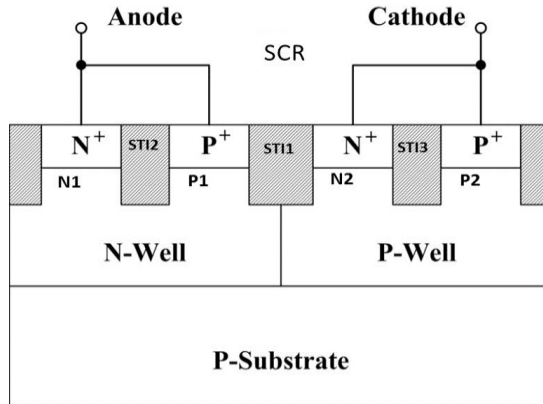 Anode
Cathode
SCR
N+
STI2
P+
STI1
N+
STI3
P+
N1
P1
N2
P2
N-Well
P-Well
P-Substrate